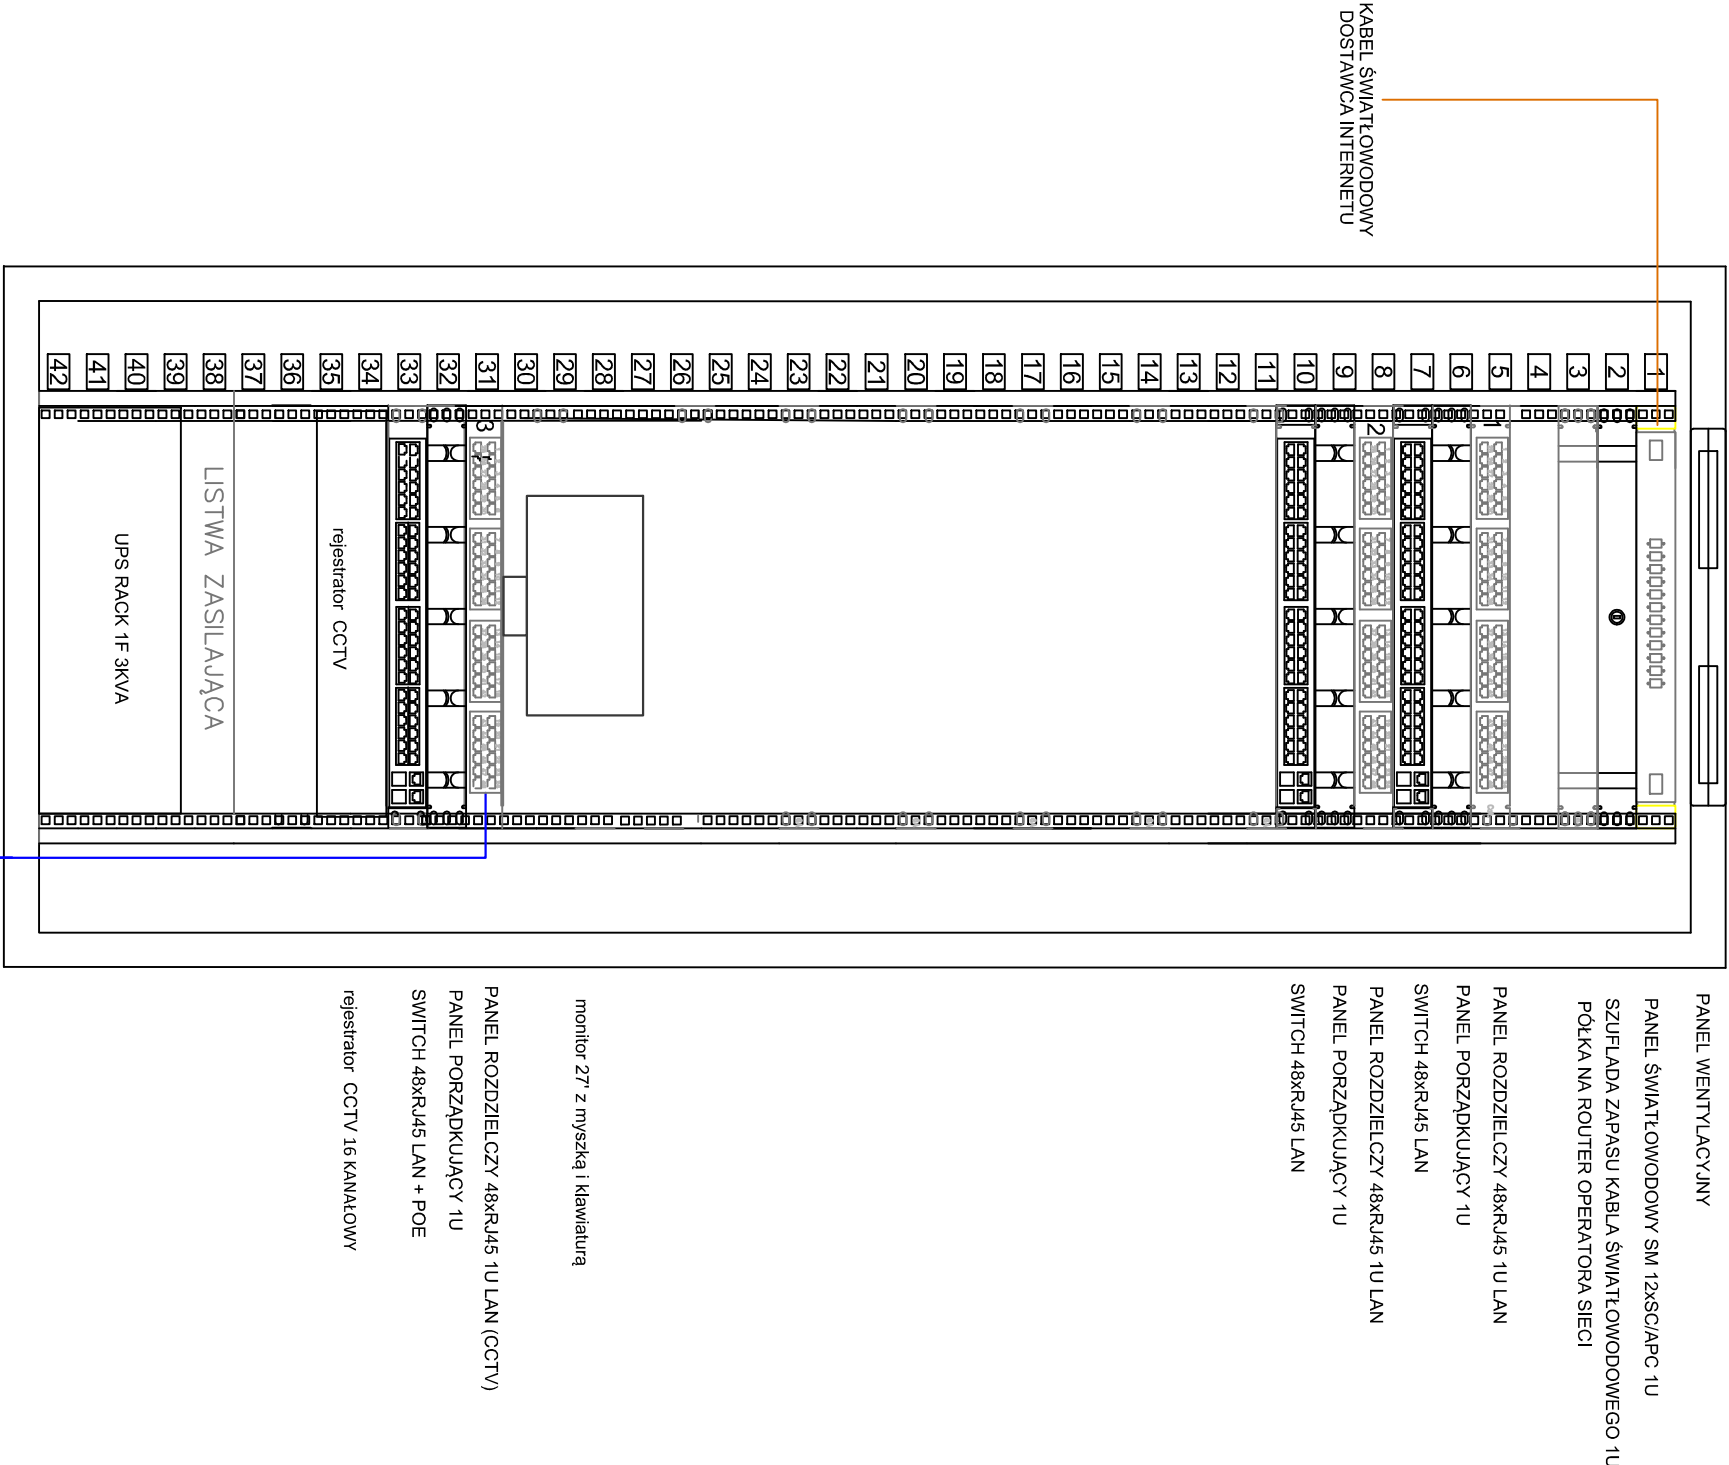 KABEL ŚWIATŁOWODOWY
DOSTAWCA INTERNETU
1
2
3
4
5
6
7
8
9
10
11
12
13
14
15
16
17
18
19
20
21
22
23
24
25
26
27
28
29
30
31
32
33
34
35
36
37
38
39
40
41
42
1
2
3
rejestrator CCTV
LISTWA ZASILAJĄCA
UPS RACK 1F 3KVA
PANEL WENTYLACYJNY
PANEL ŚWIATŁOWODOWY SM 12xSC/APC 1U
SZUFLADA ZAPASU KABLA ŚWIATŁOWODOWEGO 1U
PÓŁKA NA ROUTER OPERATORA SIECI
PANEL ROZDZIELCZY 48xRJ45 1U LAN
PANEL PORZĄDKUJĄCY 1U
SWITCH 48xRJ45 LAN
PANEL ROZDZIELCZY 48xRJ45 1U LAN
PANEL PORZĄDKUJĄCY 1U
SWITCH 48xRJ45 LAN
monitor 27' z myszką i klawiaturą
PANEL ROZDZIELCZY 48xRJ45 1U LAN (CCTV)
PANEL PORZĄDKUJĄCY 1U
SWITCH 48xRJ45 LAN + POE
rejestrator CCTV 16 KANAŁOWY